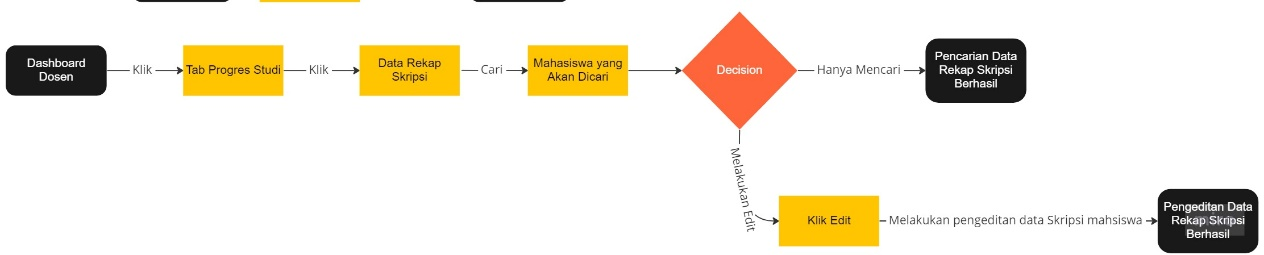 Dashboard
Dosen
Klik
Tab Progres Studi
Klik
Data Rekap
Skripsi
Cari
Mahasiswa yang
Akan Dicari
Decision
Hanya Mencari
Pencarian Data
Rekap Skripsi
Berhasil
Melakukan Edit
Klik Edit
Melakukan pengeditan data Skripsi mahsiswa
Pengeditan Data
Rekap Skripsi
Berhasil